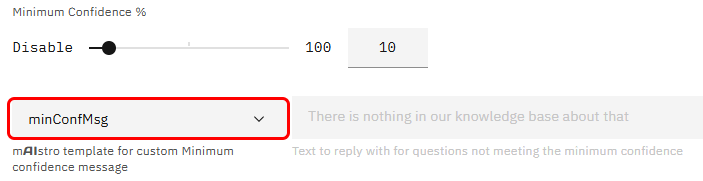 Minimum Confidence %
Disable 100 10
minConfMsg There is nothing in our knowledge base about that
mAIstro template for custom Minimum Text to reply with for questions not meeting the minimum confidence
confidence message